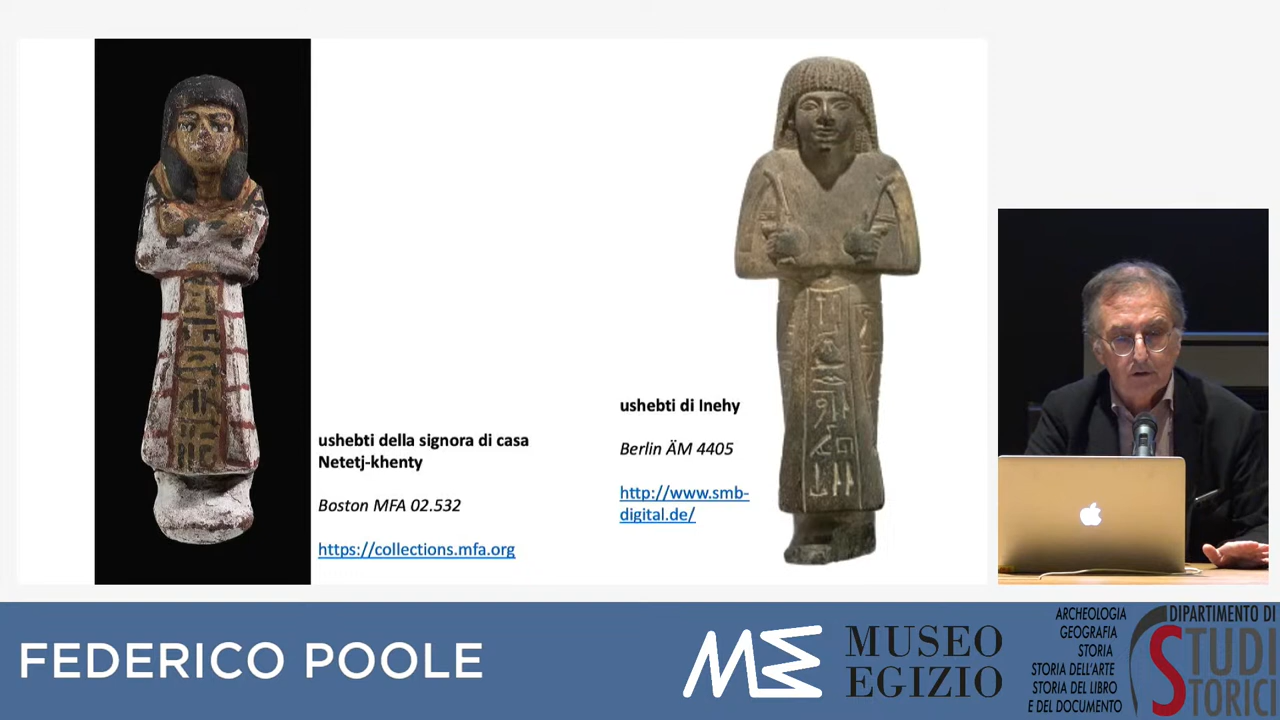 ushebti della signora di casa
Netetj-khenty
Boston MFA 02.532
https://collections.mfa.org
ushebti di Inehy
Berlin ÄM 4405
http://www.smb-
digital.de/
FEDERICO POOLE
MUSEO
EGIZIO
ARCHEOLOGIA
GEOGRAFIA
STORIA
STORIA DELL'ARTE
STORIA DEL LIBRO
E DEL DOCUMENTO
DIPARTIMENTO DI
STUDI
STORICI